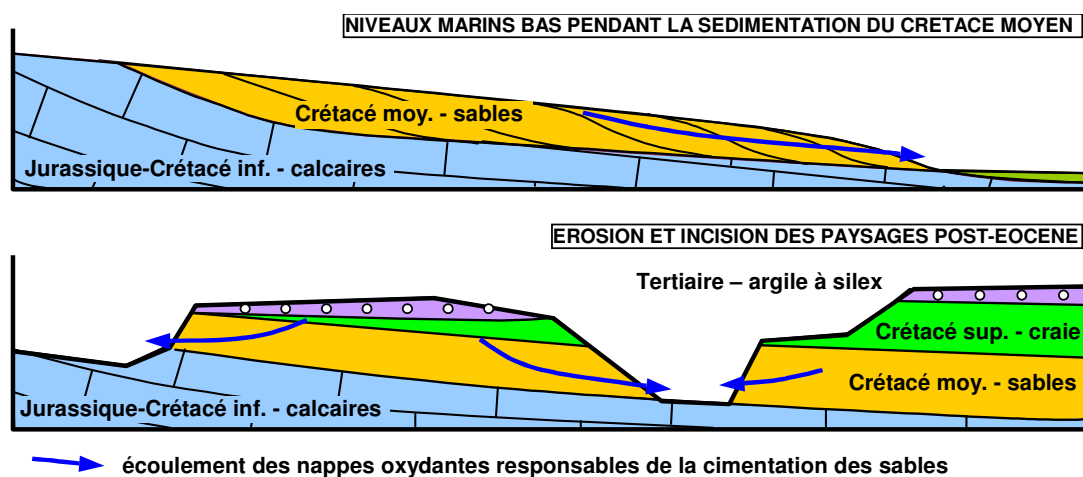 NIVEAUX MARINS BAS PENDANT LA SEDIMENTATION DU CRETACE MOYEN
Crétacé moy. - sables
Jurassique-Crétacé inf. - calcaires
EROSION ET INCISION DES PAYSAGES POST-EOCENE
Tertiaire – argile à silex
Crétacé sup. - craie
Crétacé moy. - sables
Jurassique-Crétacé inf. - calcaires
écoulement des nappes oxydantes responsables de la cimentation des sables